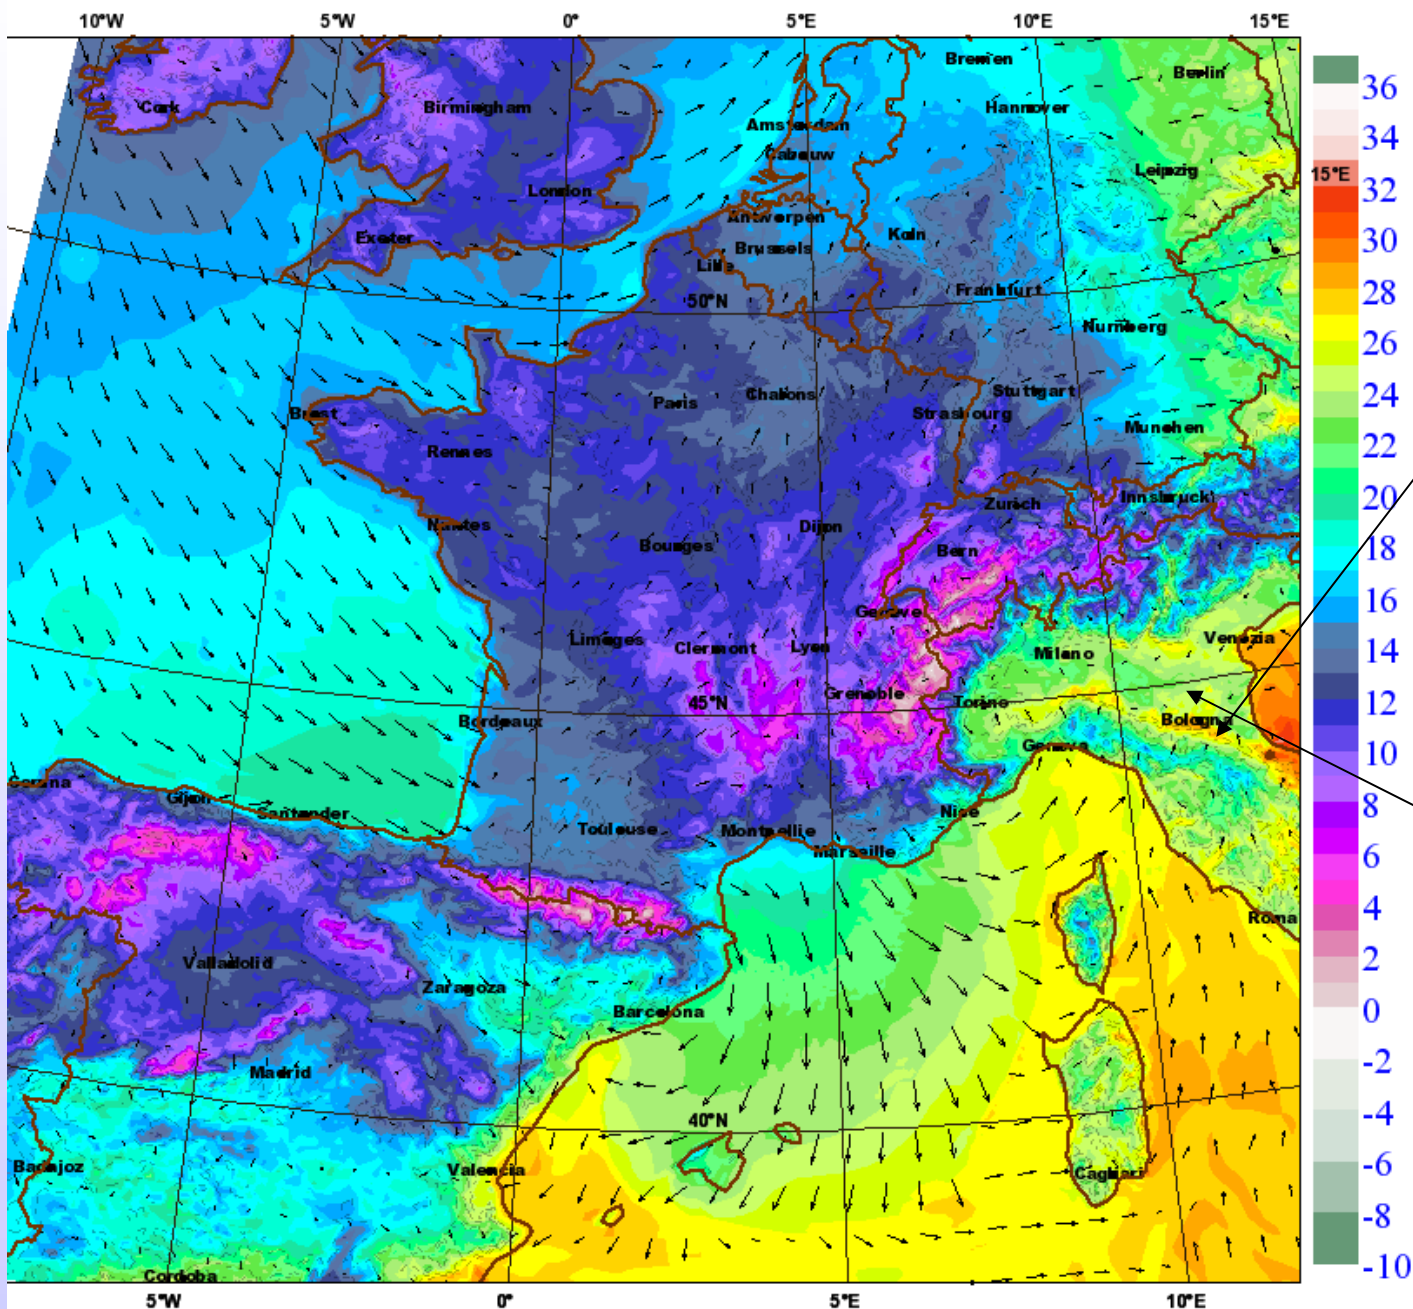 10°W 5°W 0° 5°E 10°E 15°E
Bremen
Berlin
Cork
Birmingham
Hannover
Amsterdam
Cabauw
Leipzig
15°E
London
Antwerpen
Exeter
Koln
Brussels
Lille
50°N
Frankfurt
Nurnberg
Stuttgart
Paris
Chalons
Brest
Strasbourg
Munchen
Rennes
Zurich
Innsbruck
Nantes
Dijon
Bourges
Bern
Geneve
Limoges
Clermont
Lyon
Venezia
Milano
Grenoble
45°N
Torino
Bordeaux
Bologna
Genova
Coruna
Gijon
Santander
Nice
Toulouse
Montpellie
Marseille
Roma
Valladolid
Zaragoza
Barcelona
Madrid
40°N
Badajoz
Valencia
Cagliari
Cordoba
5°W 0° 5°E 10°E
36
34
32
30
28
26
24
22
20
18
16
14
12
10
8
6
4
2
0
-2
-4
-6
-8
-10